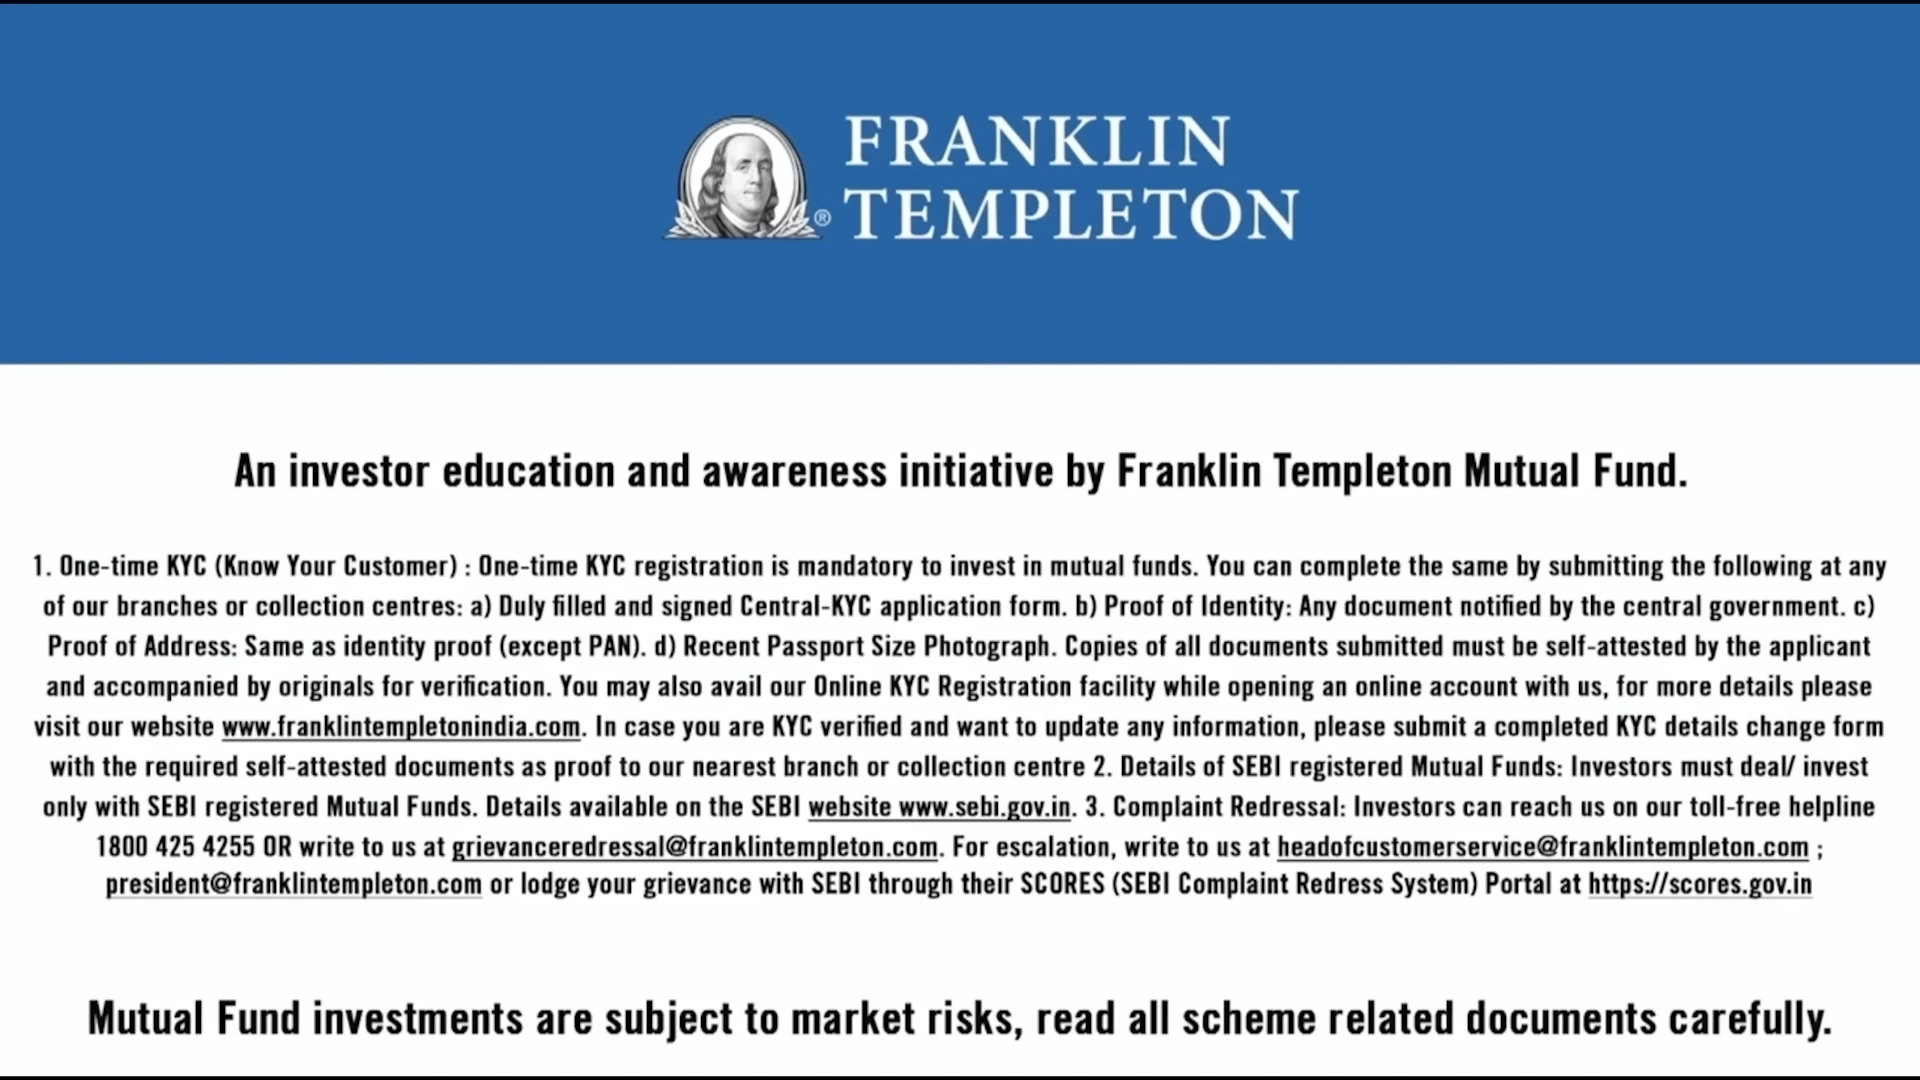 FRANKLIN
TEMPLETON
®
An investor education and awareness initiative by Franklin Templeton Mutual Fund.
1. One-time KYC (Know Your Customer) : One-time KYC registration is mandatory to invest in mutual funds. You can complete the same by submitting the following at any
of our branches or collection centres: a) Duly filled and signed Central-KYC application form. b) Proof of Identity: Any document notified by the central government. c)
Proof of Address: Same as identity proof (except PAN). d) Recent Passport Size Photograph. Copies of all documents submitted must be self-attested by the applicant
and accompanied by originals for verification. You may also avail our Online KYC Registration facility while opening an online account with us, for more details please
visit our website www.franklintempletonindia.com. In case you are KYC verified and want to update any information, please submit a completed KYC details change form
with the required self-attested documents as proof to our nearest branch or collection centre 2. Details of SEBI registered Mutual Funds: Investors must deal/ invest
only with SEBI registered Mutual Funds. Details available on the SEBI website www.sebi.gov.in. 3. Complaint Redressal: Investors can reach us on our toll-free helpline
1800 425 4255 OR write to us at grievanceredressal@franklintempleton.com. For escalation, write to us at headofcustomerservice@franklintempleton.com ;
president@franklintempleton.com or lodge your grievance with SEBI through their SCORES (SEBI Complaint Redress System) Portal at https://scores.gov.in
Mutual Fund investments are subject to market risks, read all scheme related documents carefully.